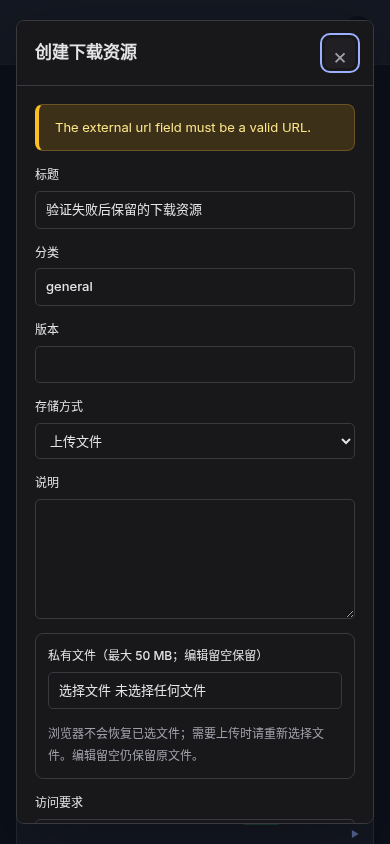 创建下载资源
×
The external url field must be a valid URL.
标题
验证失败后保留的下载资源
分类
general
版本
存储方式
上传文件
说明
私有文件（最大 50 MB；编辑留空保留）
选择文件 未选择任何文件
浏览器不会恢复已选文件；需要上传时请重新选择文
件。编辑留空仍保留原文件。
访问要求